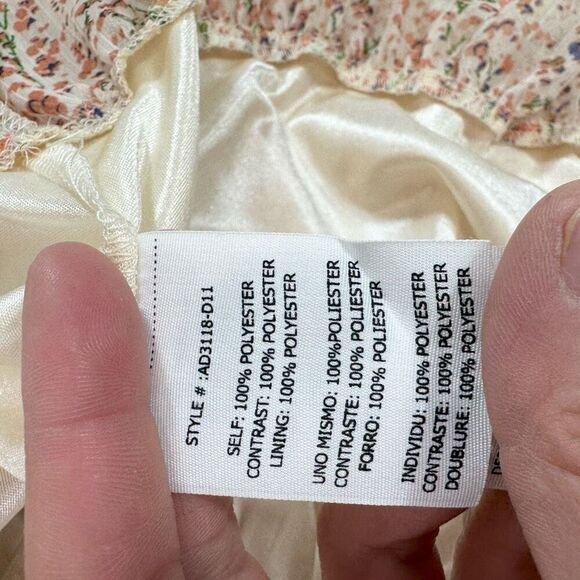 STYLE # :AD3118-D11
SELF: 100% POLYESTER
CONTRAST: 100% POLYESTER
LINING: 100% POLYESTER
UNO MISMO: 100%POLIESTER
CONTRASTE: 100% POLIESTER
FORRO: 100% POLIESTER
INDIVIDU: 100% POLYESTER
CONTRASTE: 100% POLYESTER
DOUBLURE: 100% POLYESTER